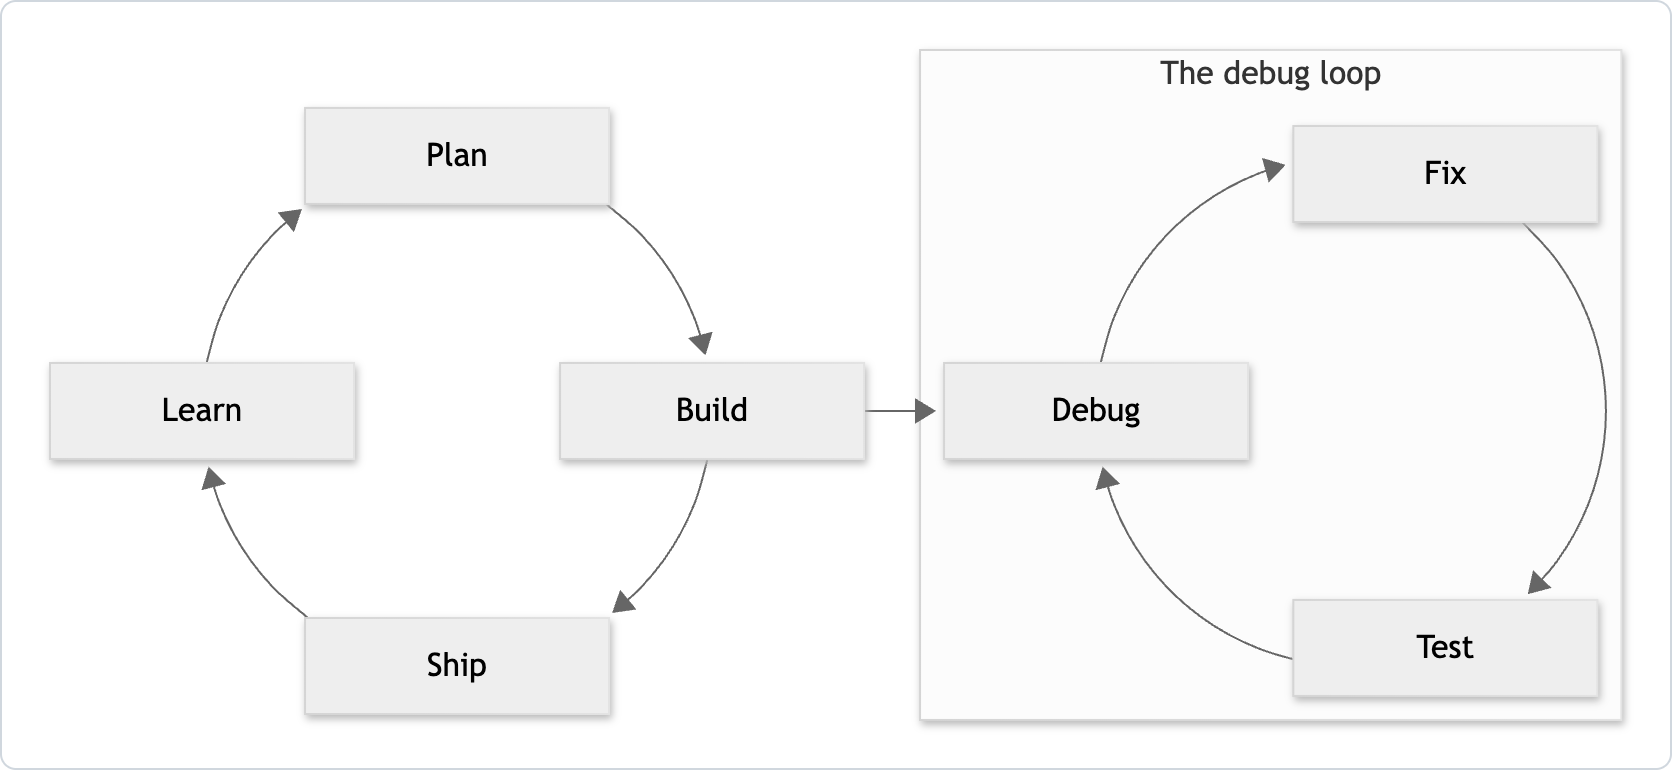 The debug loop
Plan
Fix
Learn
Build
Debug
Ship
Test